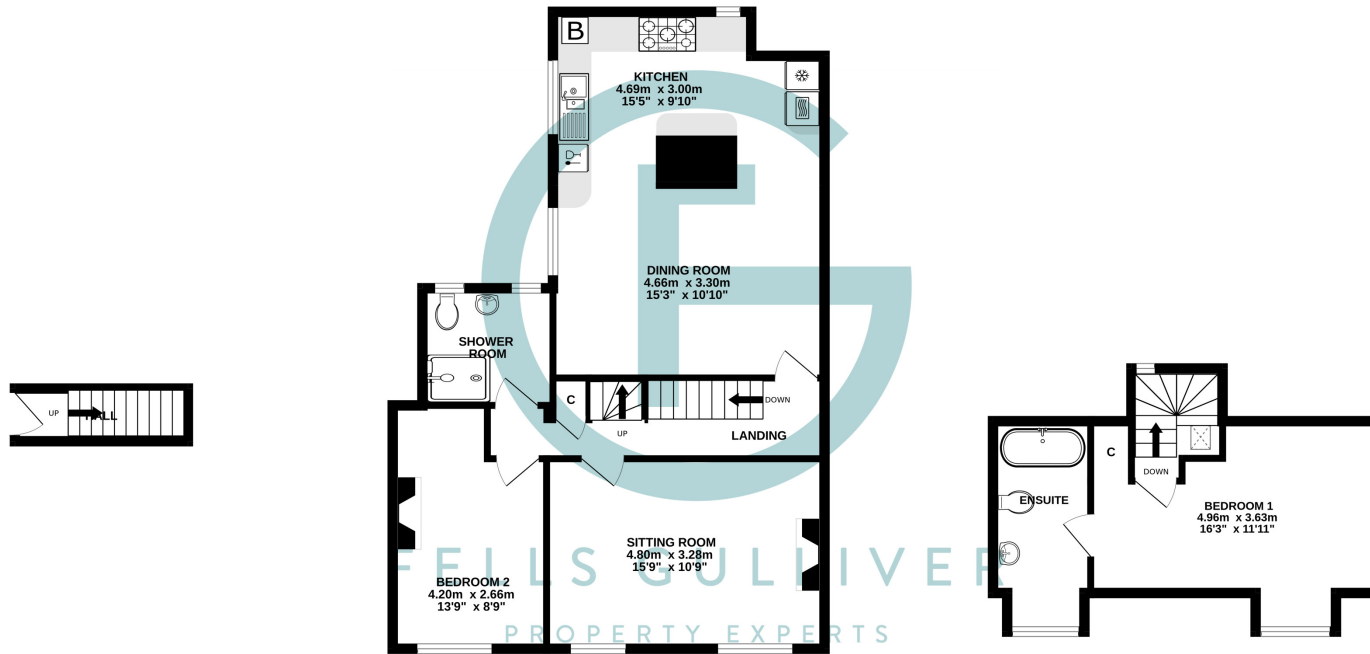 B
KITCHEN
4.69m x 3.00m
15'5" x 9'10"
DINING ROOM
4.66m x 3.30m
15'3" x 10'10"
SHOWER
ROOM
UP
HALL
C
UP
DOWN
LANDING
SITTING ROOM
4.80m x 3.28m
15'9" x 10'9"
BEDROOM 2
4.20m x 2.66m
13'9" x 8'9"
C
DOWN
ENSUITE
BEDROOM 1
4.96m x 3.63m
16'3" x 11'11"
FELLS GULLIVER
PROPERTY EXPERTS